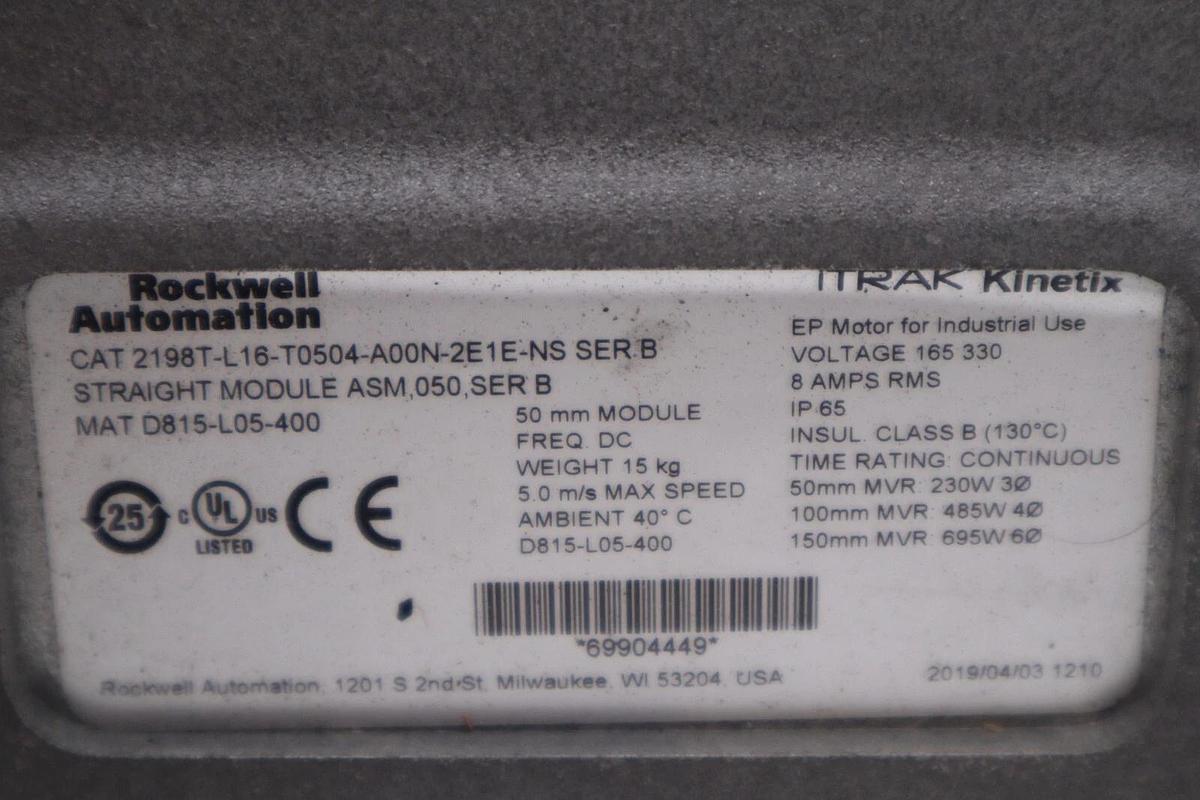 Rockwell
Automation
CAT 2198T-L16-T0504-A00N-2E1E-NS SER B
STRAIGHT MODULE ASM,050,SER B
MAT D815-L05-400
50 mm MODULE
FREQ. DC
WEIGHT 15 kg
5.0 m/s MAX SPEED
AMBIENT 40° C
D815-L05-400
iTRAK Kinetix
EP Motor for Industrial Use
VOLTAGE 165 330
8 AMPS RMS
IP 65
INSUL. CLASS B (130°C)
TIME RATING: CONTINUOUS
50mm MVR: 230W 3Ø
100mm MVR: 485W 4Ø
150mm MVR: 695W 6Ø
25
C UL US
LISTED
CE
*69904449*
Rockwell Automation, 1201 S 2nd St, Milwaukee, WI 53204, USA
2019/04/03 1210